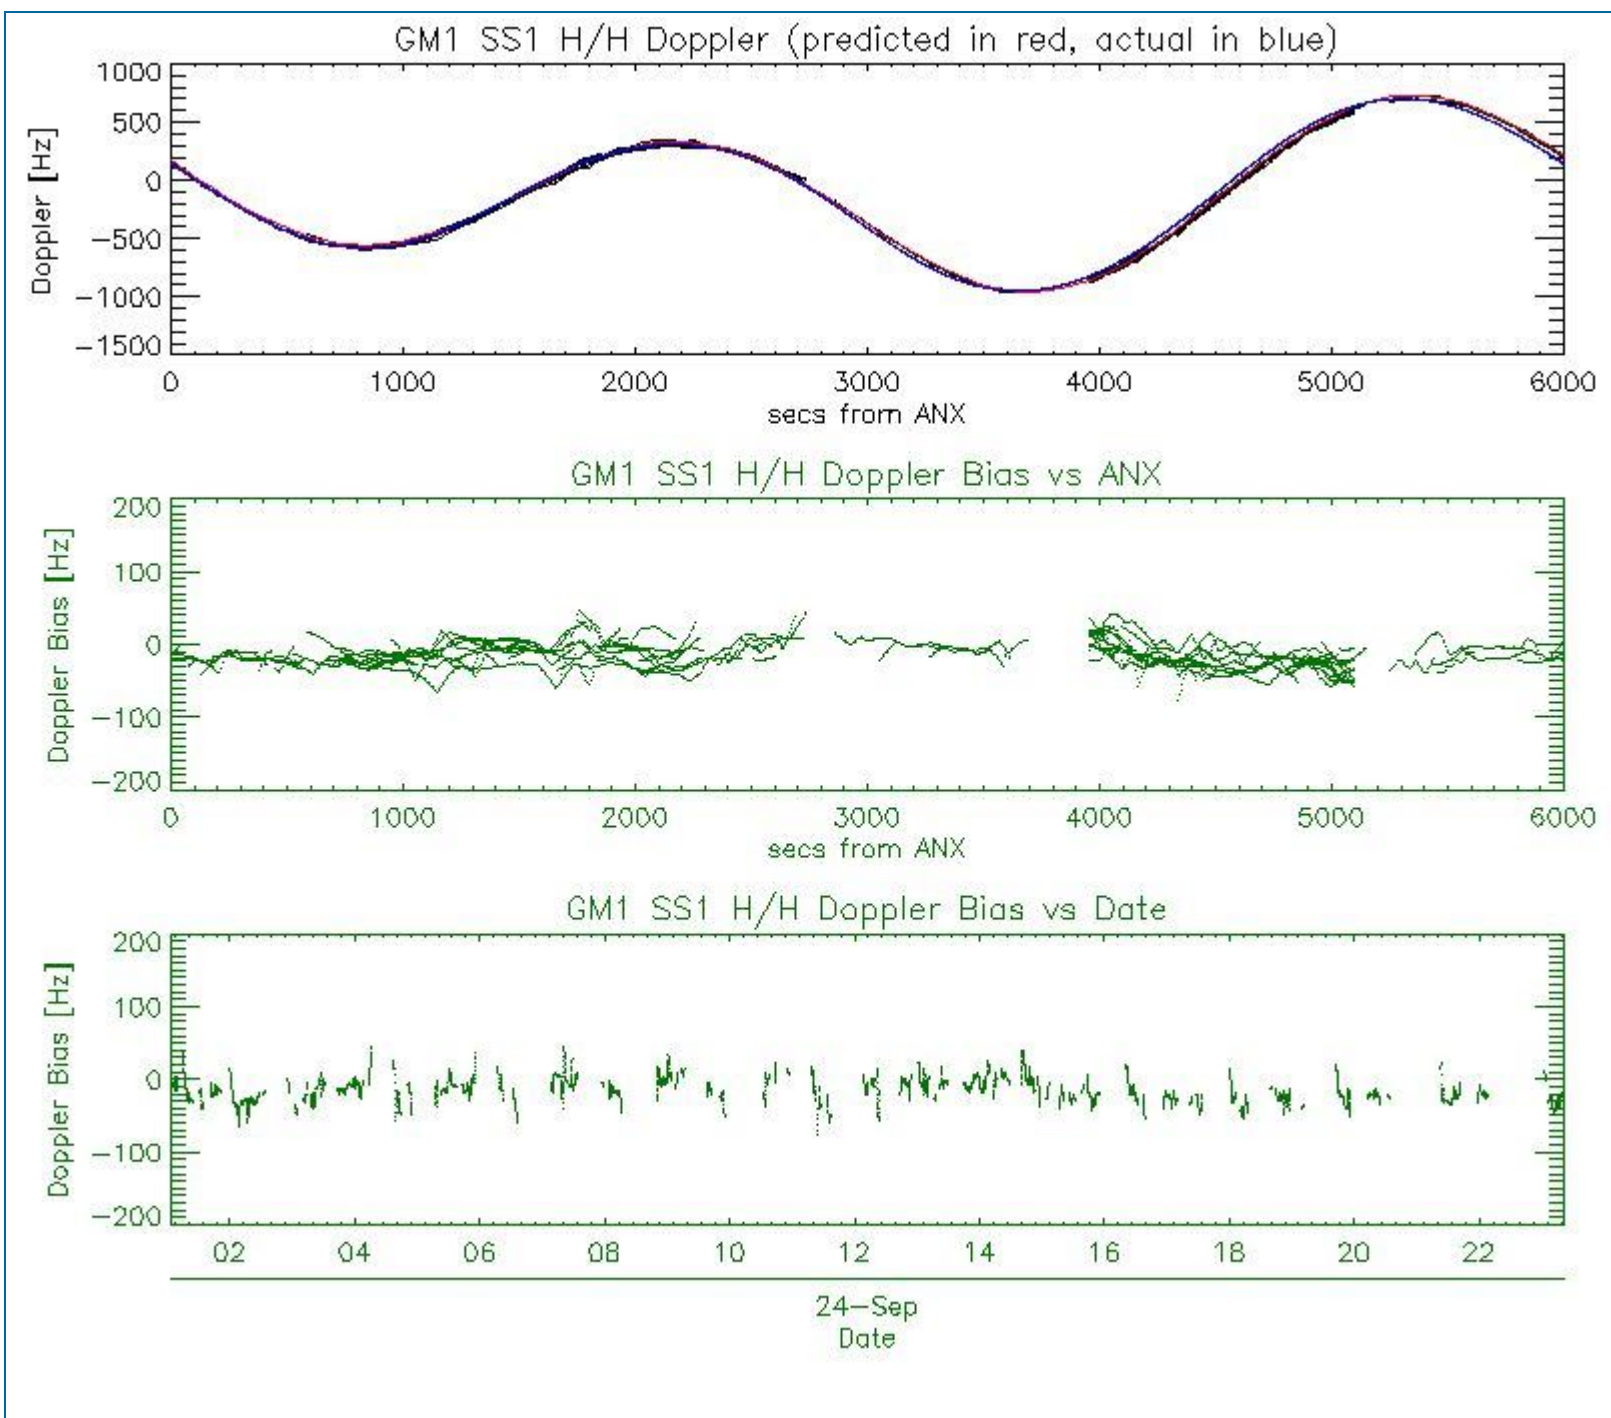 GM1 SS1 H/H Doppler (predicted in red, actual in blue)
Doppler [Hz]
1000
500
0
−500
−1000
−1500
0 1000 2000 3000 4000 5000 6000
secs from ANX
GM1 SS1 H/H Doppler Bias vs ANX
Doppler Bias [Hz]
200
100
0
−100
−200
0 1000 2000 3000 4000 5000 6000
secs from ANX
GM1 SS1 H/H Doppler Bias vs Date
Doppler Bias [Hz]
200
100
0
−100
−200
02 04 06 08 10 12 14 16 18 20 22
24−Sep
Date